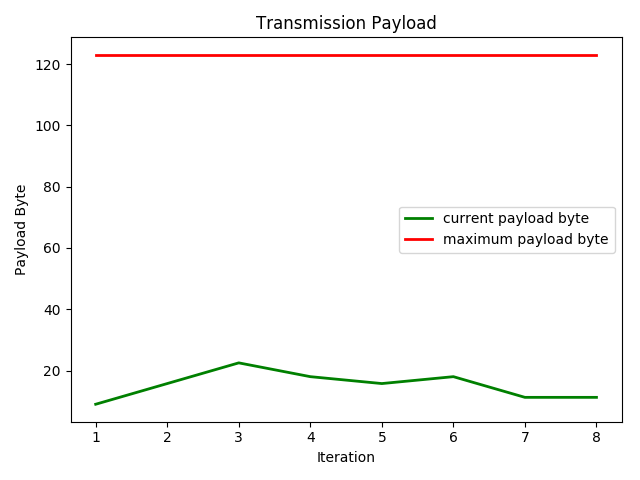 Transmission Payload
120
100
80
60
40
20
Payload Byte
current payload byte
maximum payload byte
1 2 3 4 5 6 7 8
Iteration